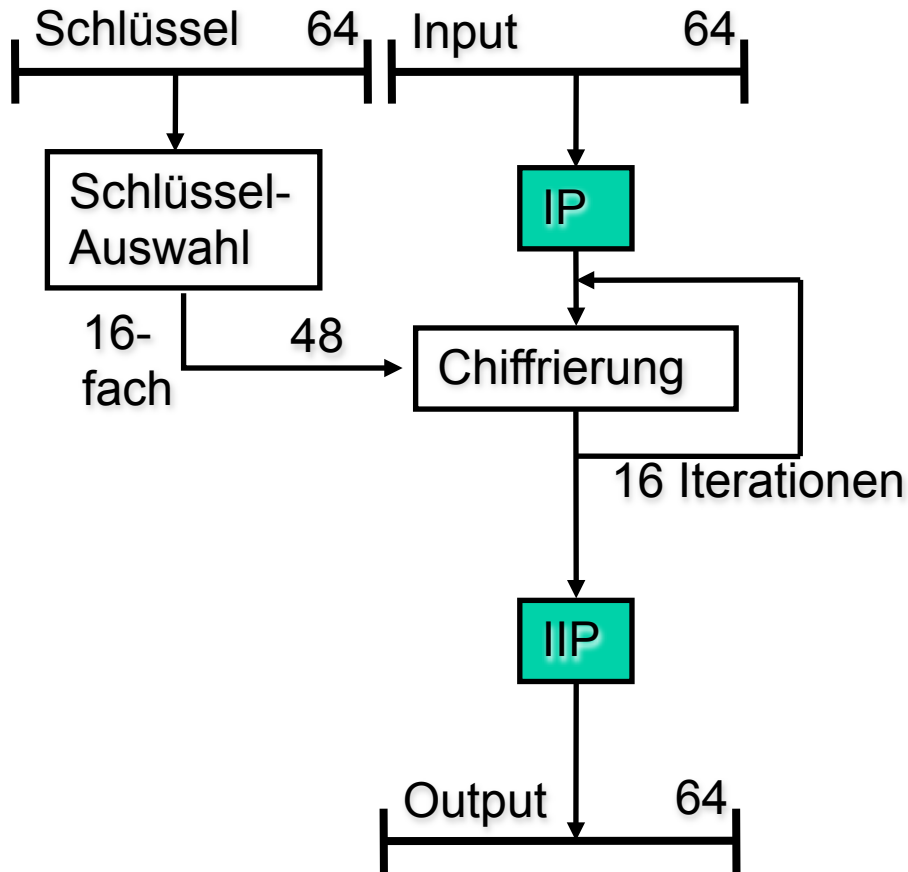 Schlüssel 64
Input 64
Schlüssel-
Auswahl
IP
16-
fach
48
Chiffrierung
16 Iterationen
IIP
Output 64